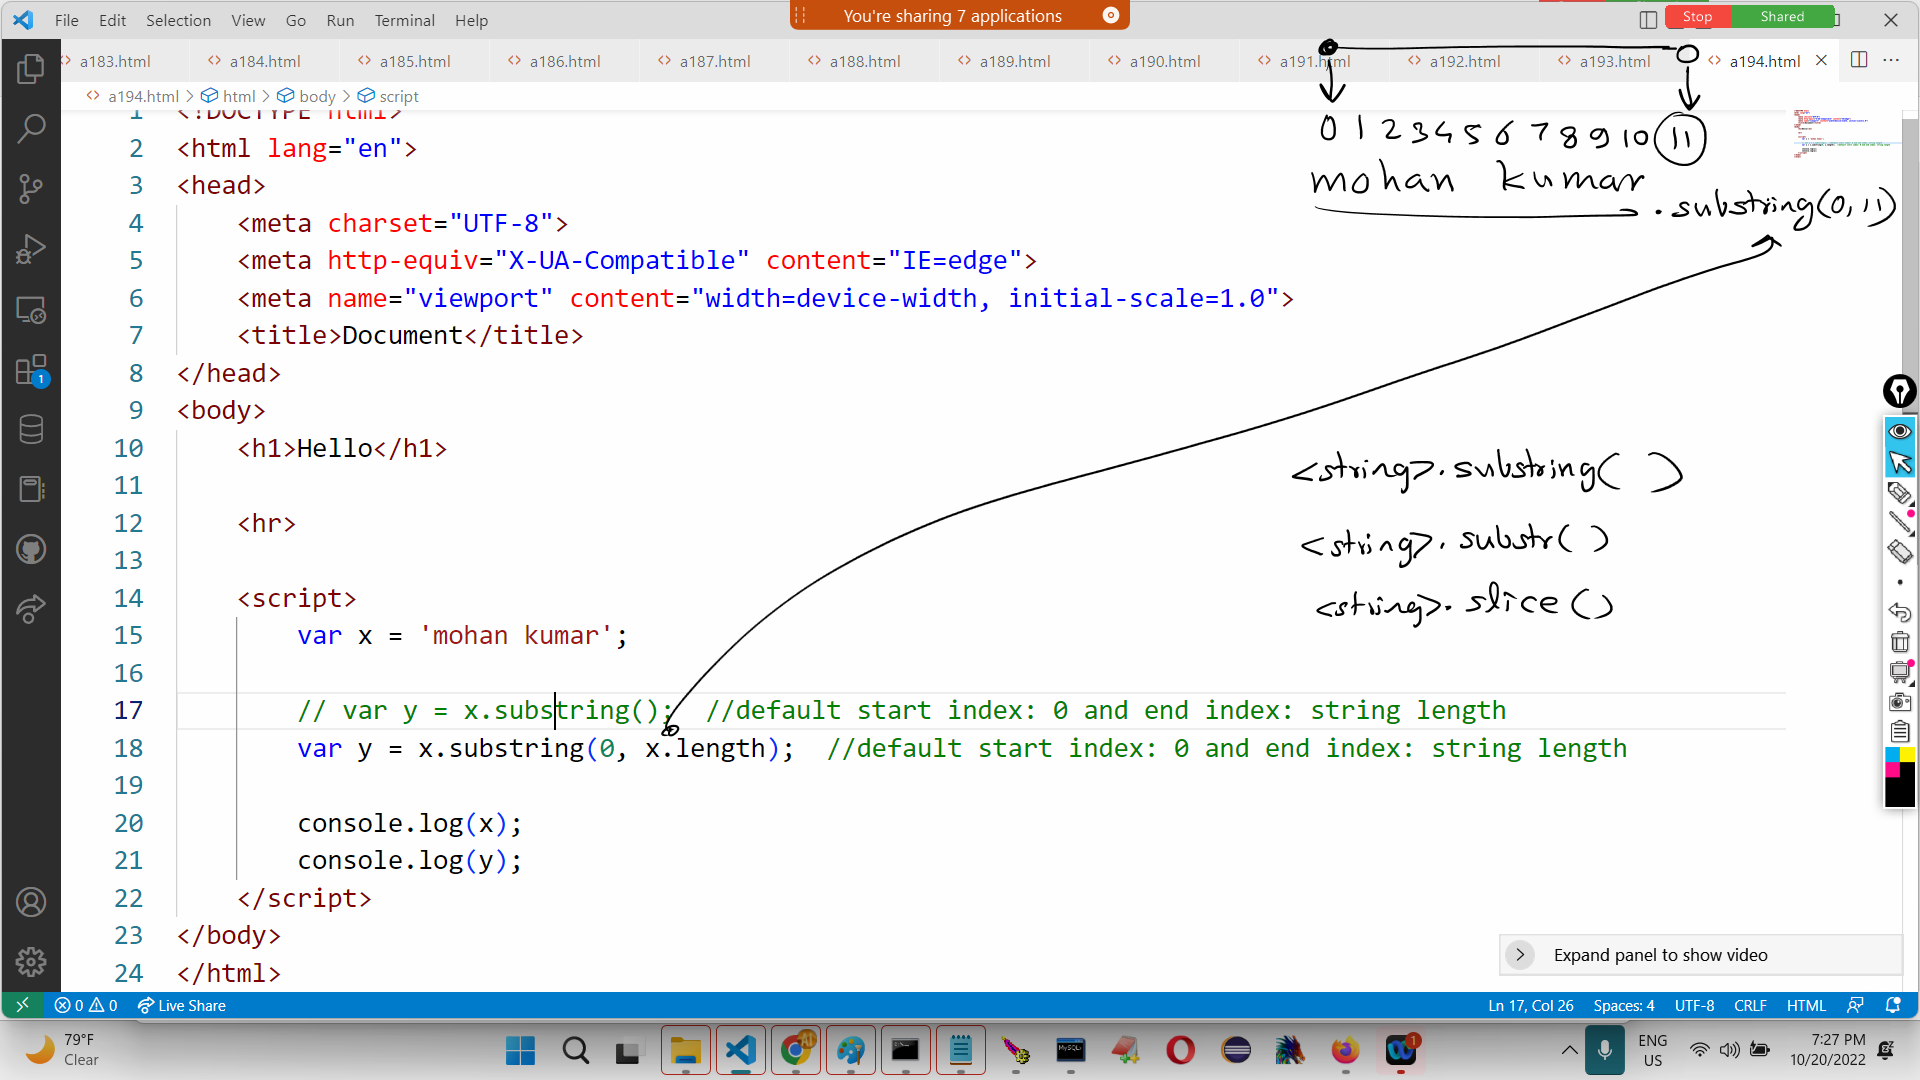 File Edit Selection View Go Run Terminal Help
You're sharing 7 applications
Stop Shared
a183.html a184.html a185.html a186.html a187.html a188.html a189.html a190.html a191.html a192.html a193.html a194.html
a194.html > html > body > script
0 1 2 3 4 5 6 7 8 9 10 11
mohan kumar
.substring(0, 11)
1 <!DOCTYPE html>
2 <html lang="en">
3 <head>
4 <meta charset="UTF-8">
5 <meta http-equiv="X-UA-Compatible" content="IE=edge">
6 <meta name="viewport" content="width=device-width, initial-scale=1.0">
7 <title>Document</title>
8 </head>
9 <body>
10 <h1>Hello</h1>
11
12 <hr>
13
14 <script>
15 var x = 'mohan kumar';
16
17 // var y = x.substring(); //default start index: 0 and end index: string length
18 var y = x.substring(0, x.length); //default start index: 0 and end index: string length
19
20 console.log(x);
21 console.log(y);
22 </script>
23 </body>
24 </html>
<string>.substring( )
<string>.substr( )
<string>.slice()
1
Expand panel to show video
0 0 Live Share
Ln 17, Col 26 Spaces: 4 UTF-8 CRLF HTML
79°F
Clear
MySQL
1
ENG
US
7:27 PM
10/20/2022